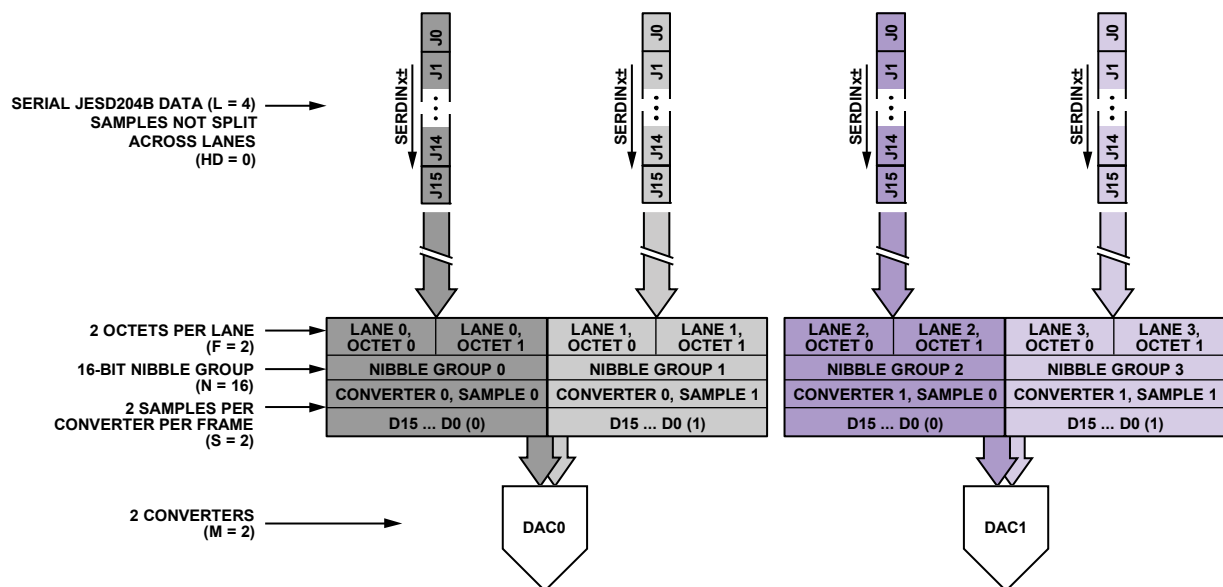 J0
J1
J14
J15
SERDINx±
J0
J1
J14
J15
SERDINx±
J0
J1
J14
J15
SERDINx±
J0
J1
J14
J15
SERDINx±
SERIAL JESD204B DATA (L = 4)
SAMPLES NOT SPLIT
ACROSS LANES
(HD = 0)
2 OCTETS PER LANE
(F = 2)
LANE 0,
OCTET 0
LANE 0,
OCTET 1
LANE 1,
OCTET 0
LANE 1,
OCTET 1
LANE 2,
OCTET 0
LANE 2,
OCTET 1
LANE 3,
OCTET 0
LANE 3,
OCTET 1
16-BIT NIBBLE GROUP
(N = 16)
NIBBLE GROUP 0
NIBBLE GROUP 1
NIBBLE GROUP 2
NIBBLE GROUP 3
2 SAMPLES PER
CONVERTER PER FRAME
(S = 2)
CONVERTER 0, SAMPLE 0
CONVERTER 0, SAMPLE 1
CONVERTER 1, SAMPLE 0
CONVERTER 1, SAMPLE 1
D15 ... D0 (0)
D15 ... D0 (1)
D15 ... D0 (0)
D15 ... D0 (1)
2 CONVERTERS
(M = 2)
DAC0
DAC1